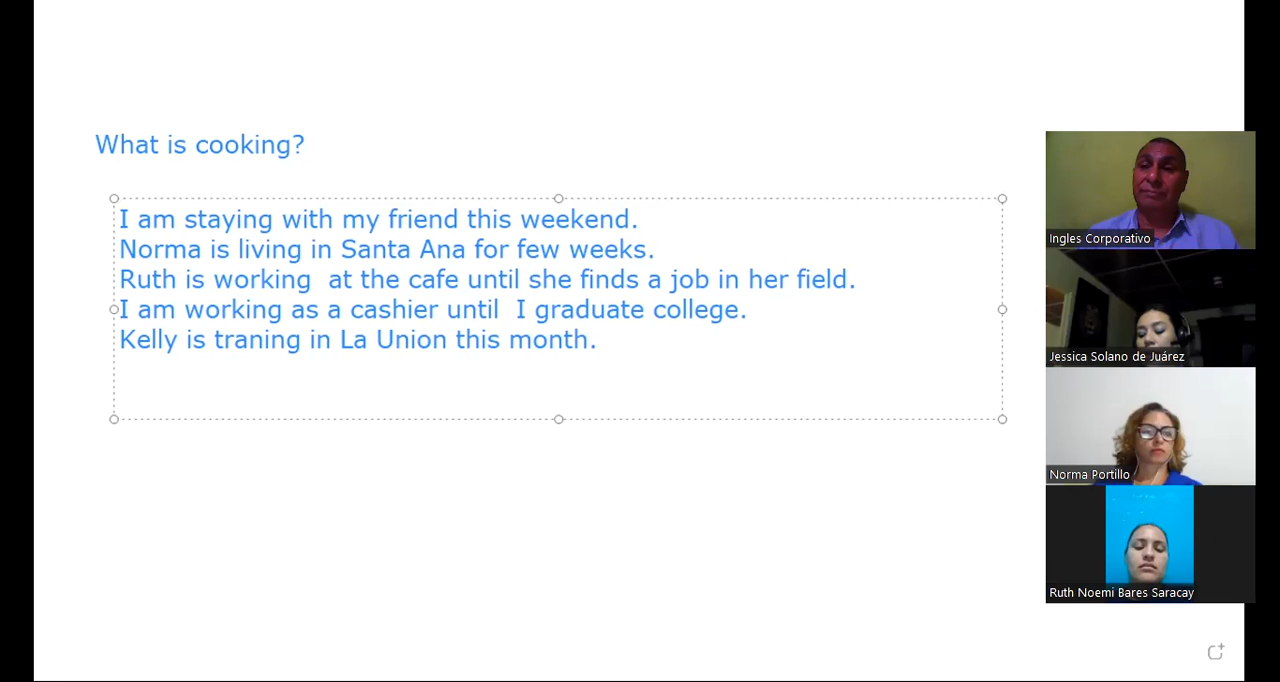 What is cooking?
I am staying with my friend this weekend.
Norma is living in Santa Ana for few weeks.
Ruth is working  at the cafe until she finds a job in her field.
I am working as a cashier until  I graduate college.
Kelly is traning in La Union this month.
Ingles Corporativo
Jessica Solano de Juárez
Norma Portillo
Ruth Noemi Bares Saracay